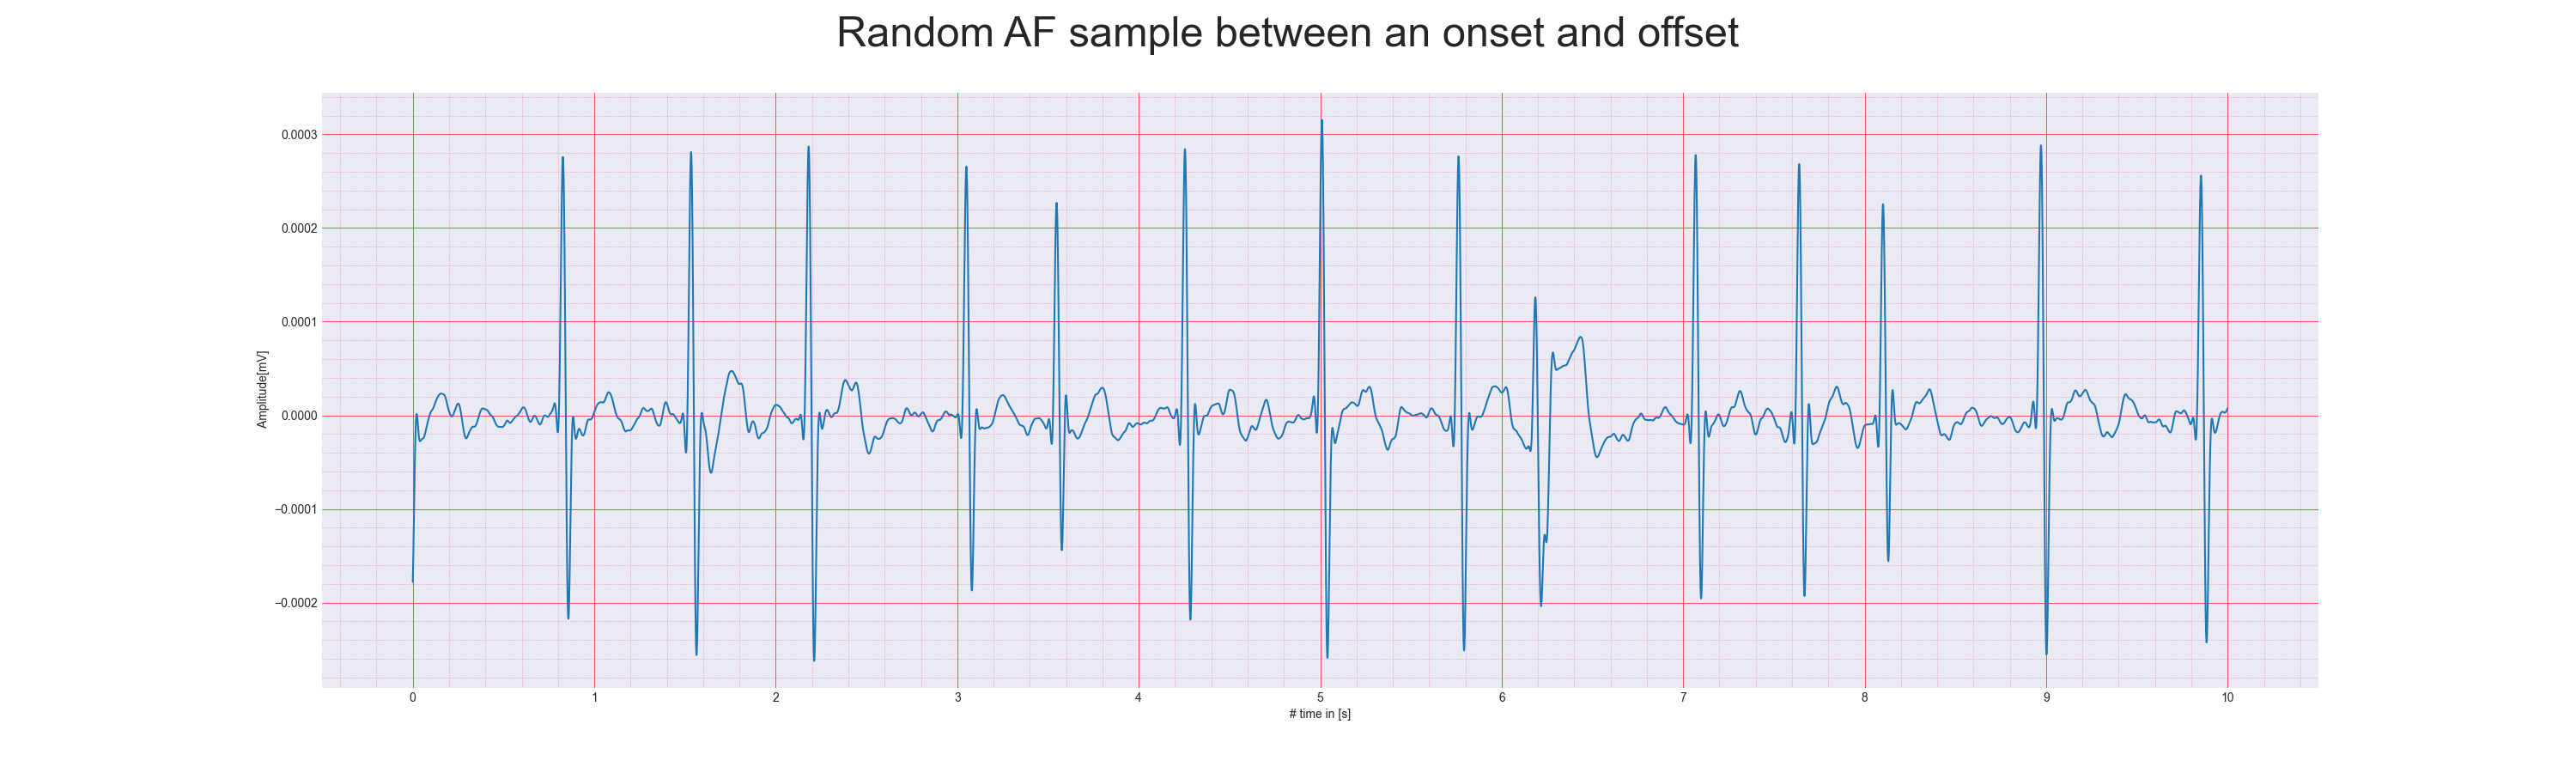 Random AF sample between an onset and offset
0.0003
0.0002
0.0001
0.0000
−0.0001
−0.0002
Amplitude[mV]
0 1 2 3 4 5 6 7 8 9 10
# time in [s]